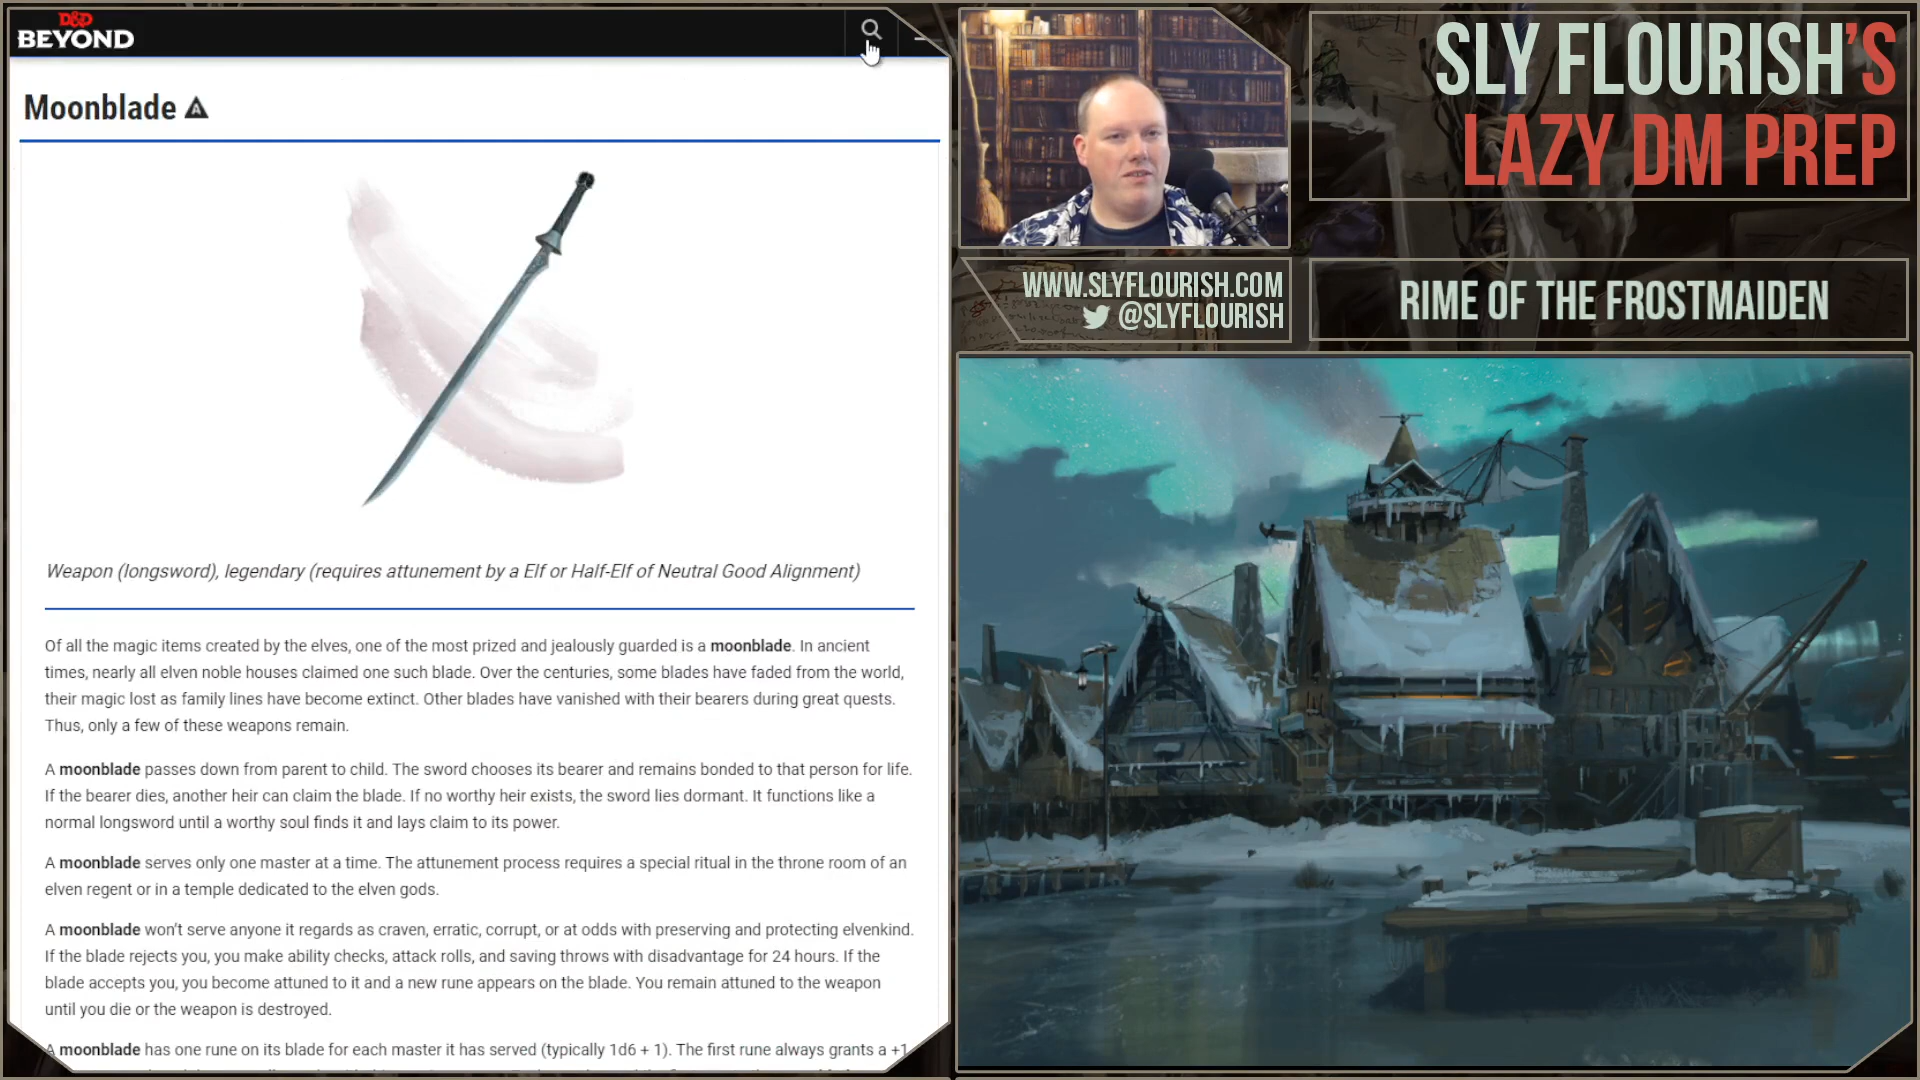 D&D
BEYOND
Moonblade
Weapon (longsword), legendary (requires attunement by a Elf or Half-Elf of Neutral Good Alignment)
Of all the magic items created by the elves, one of the most prized and jealously guarded is a moonblade. In ancient
times, nearly all elven noble houses claimed one such blade. Over the centuries, some blades have faded from the world,
their magic lost as family lines have become extinct. Other blades have vanished with their bearers during great quests.
Thus, only a few of these weapons remain.
A moonblade passes down from parent to child. The sword chooses its bearer and remains bonded to that person for life.
If the bearer dies, another heir can claim the blade. If no worthy heir exists, the sword lies dormant. It functions like a
normal longsword until a worthy soul finds it and lays claim to its power.
A moonblade serves only one master at a time. The attunement process requires a special ritual in the throne room of an
elven regent or in a temple dedicated to the elven gods.
A moonblade won't serve anyone it regards as craven, erratic, corrupt, or at odds with preserving and protecting elvenkind.
If the blade rejects you, you make ability checks, attack rolls, and saving throws with disadvantage for 24 hours. If the
blade accepts you, you become attuned to it and a new rune appears on the blade. You remain attuned to the weapon
until you die or the weapon is destroyed.
A moonblade has one rune on its blade for each master it has served (typically 1d6 + 1). The first rune always grants a +1
WWW.SLYFLOURISH.COM
@SLYFLOURISH
SLY FLOURISH'S
LAZY DM PREP
RIME OF THE FROSTMAIDEN